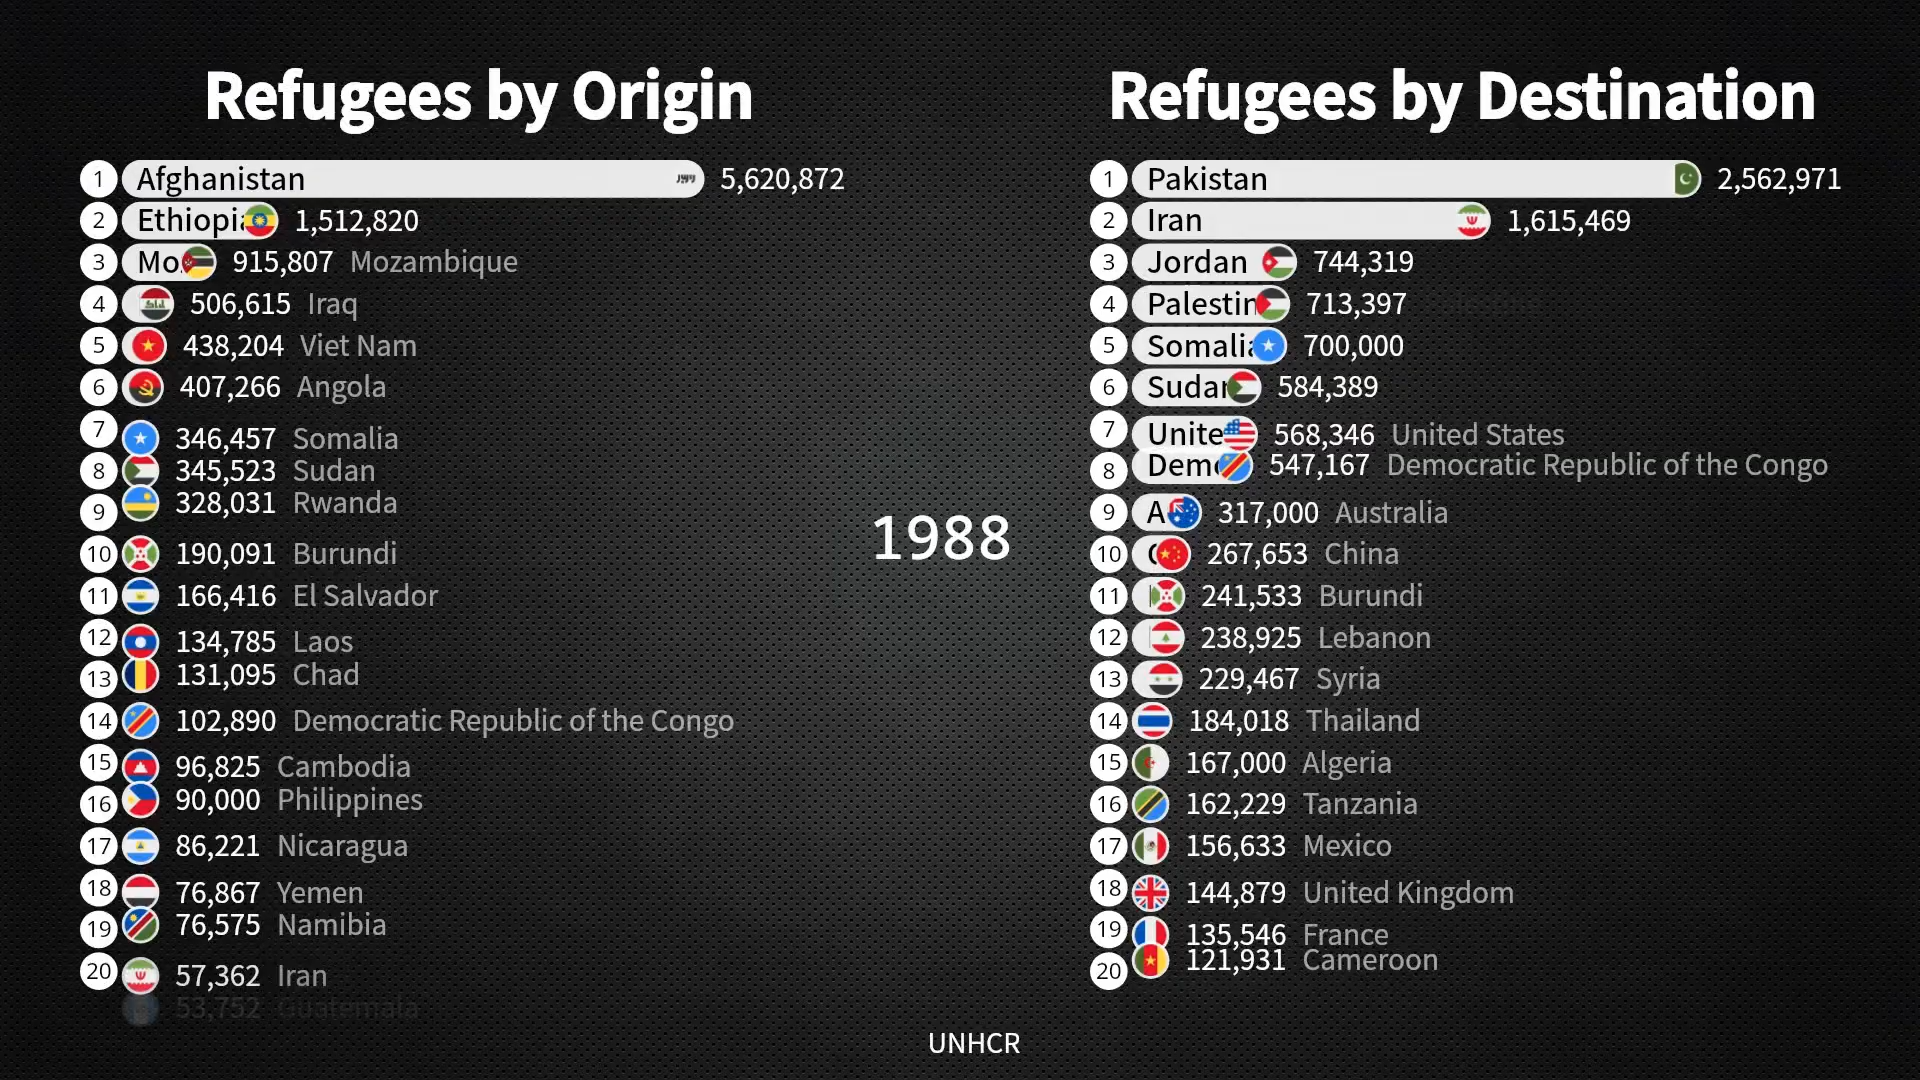 Refugees by Origin
1 Afghanistan 5,620,872
2 Ethiopia 1,512,820
3 Mo 915,807 Mozambique
4 506,615 Iraq
5 438,204 Viet Nam
6 407,266 Angola
7 346,457 Somalia
8 345,523 Sudan
9 328,031 Rwanda
10 190,091 Burundi
11 166,416 El Salvador
12 134,785 Laos
13 131,095 Chad
14 102,890 Democratic Republic of the Congo
15 96,825 Cambodia
16 90,000 Philippines
17 86,221 Nicaragua
18 76,867 Yemen
19 76,575 Namibia
20 57,362 Iran
53,752 Guatemala
1988
Refugees by Destination
1 Pakistan 2,562,971
2 Iran 1,615,469
3 Jordan 744,319
4 Palestin 713,397
5 Somalia 700,000
6 Sudan 584,389
7 Unite 568,346 United States
8 Demo 547,167 Democratic Republic of the Congo
9 A 317,000 Australia
10 C 267,653 China
11 241,533 Burundi
12 238,925 Lebanon
13 229,467 Syria
14 184,018 Thailand
15 167,000 Algeria
16 162,229 Tanzania
17 156,633 Mexico
18 144,879 United Kingdom
19 135,546 France
20 121,931 Cameroon
UNHCR